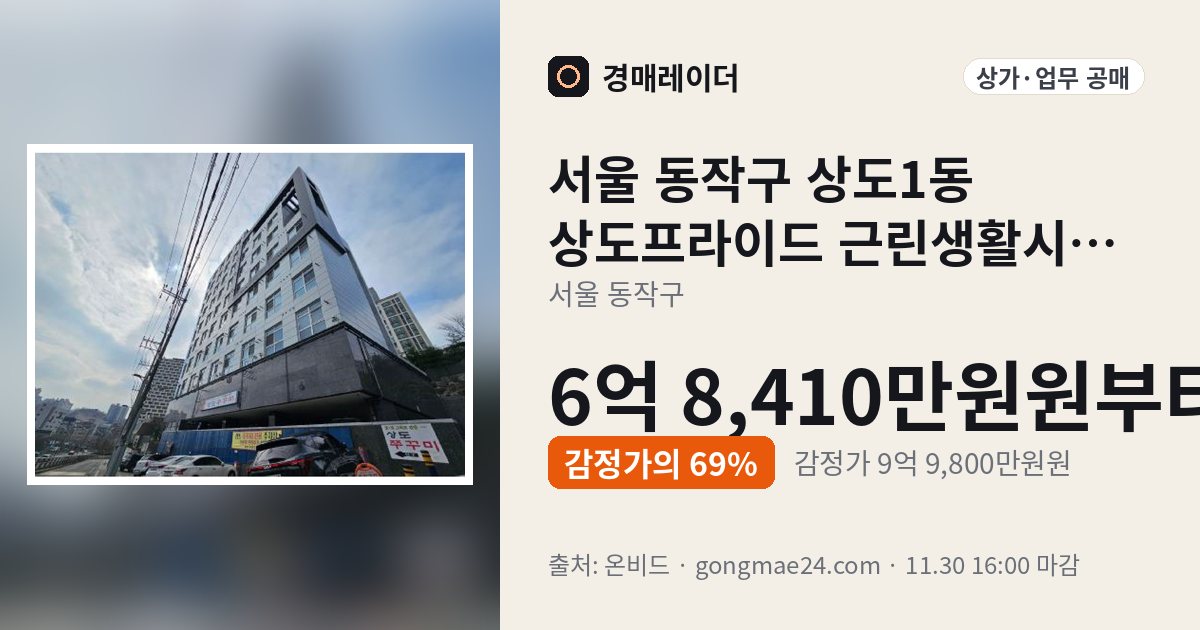 경매레이더
상가·업무 공매
서울 동작구 상도1동
상도프라이드 근린생활시…
서울 동작구
6억 8,410만원원부터
감정가의 69%
감정가 9억 9,800만원원
출처: 온비드 · gongmae24.com · 11.30 16:00 마감
상도
쭈꾸미